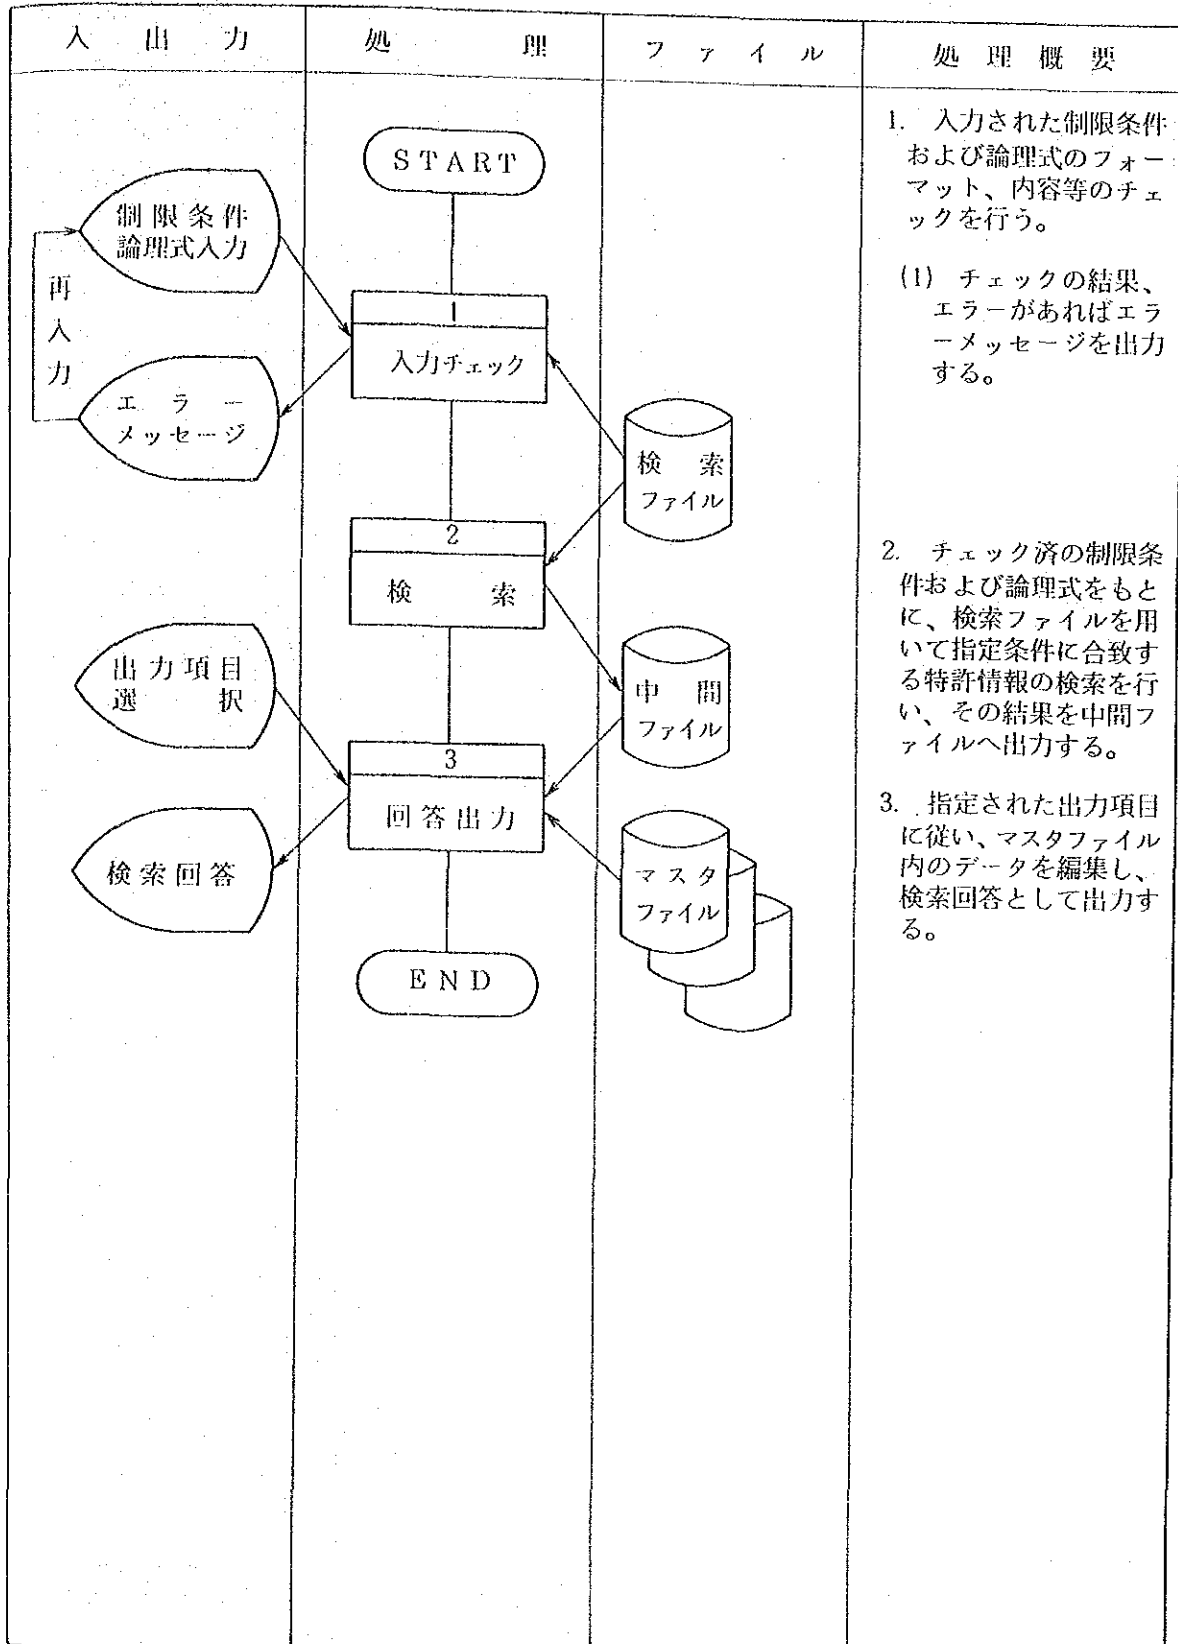 入出力
処理
ファイル
処理概要
START
制限条件
論理式入力
再
入
力
エラー
メッセージ
1
入力チェック
検索
ファイル
2
検索
出力項目
選択
中間
ファイル
3
回答出力
検索回答
マスタ
ファイル
END
1. 入力された制限条件
および論理式のフォー
マット、内容等のチェ
ックを行う。
(1) チェックの結果、
エラーがあればエラ
ーメッセージを出力
する。
2. チェック済の制限条
件および論理式をもと
に、検索ファイルを用
いて指定条件に合致す
る特許情報の検索を行
い、その結果を中間フ
ァイルへ出力する。
3. 指定された出力項目
に従い、マスタファイル
内のデータを編集し、
検索回答として出力す
る。